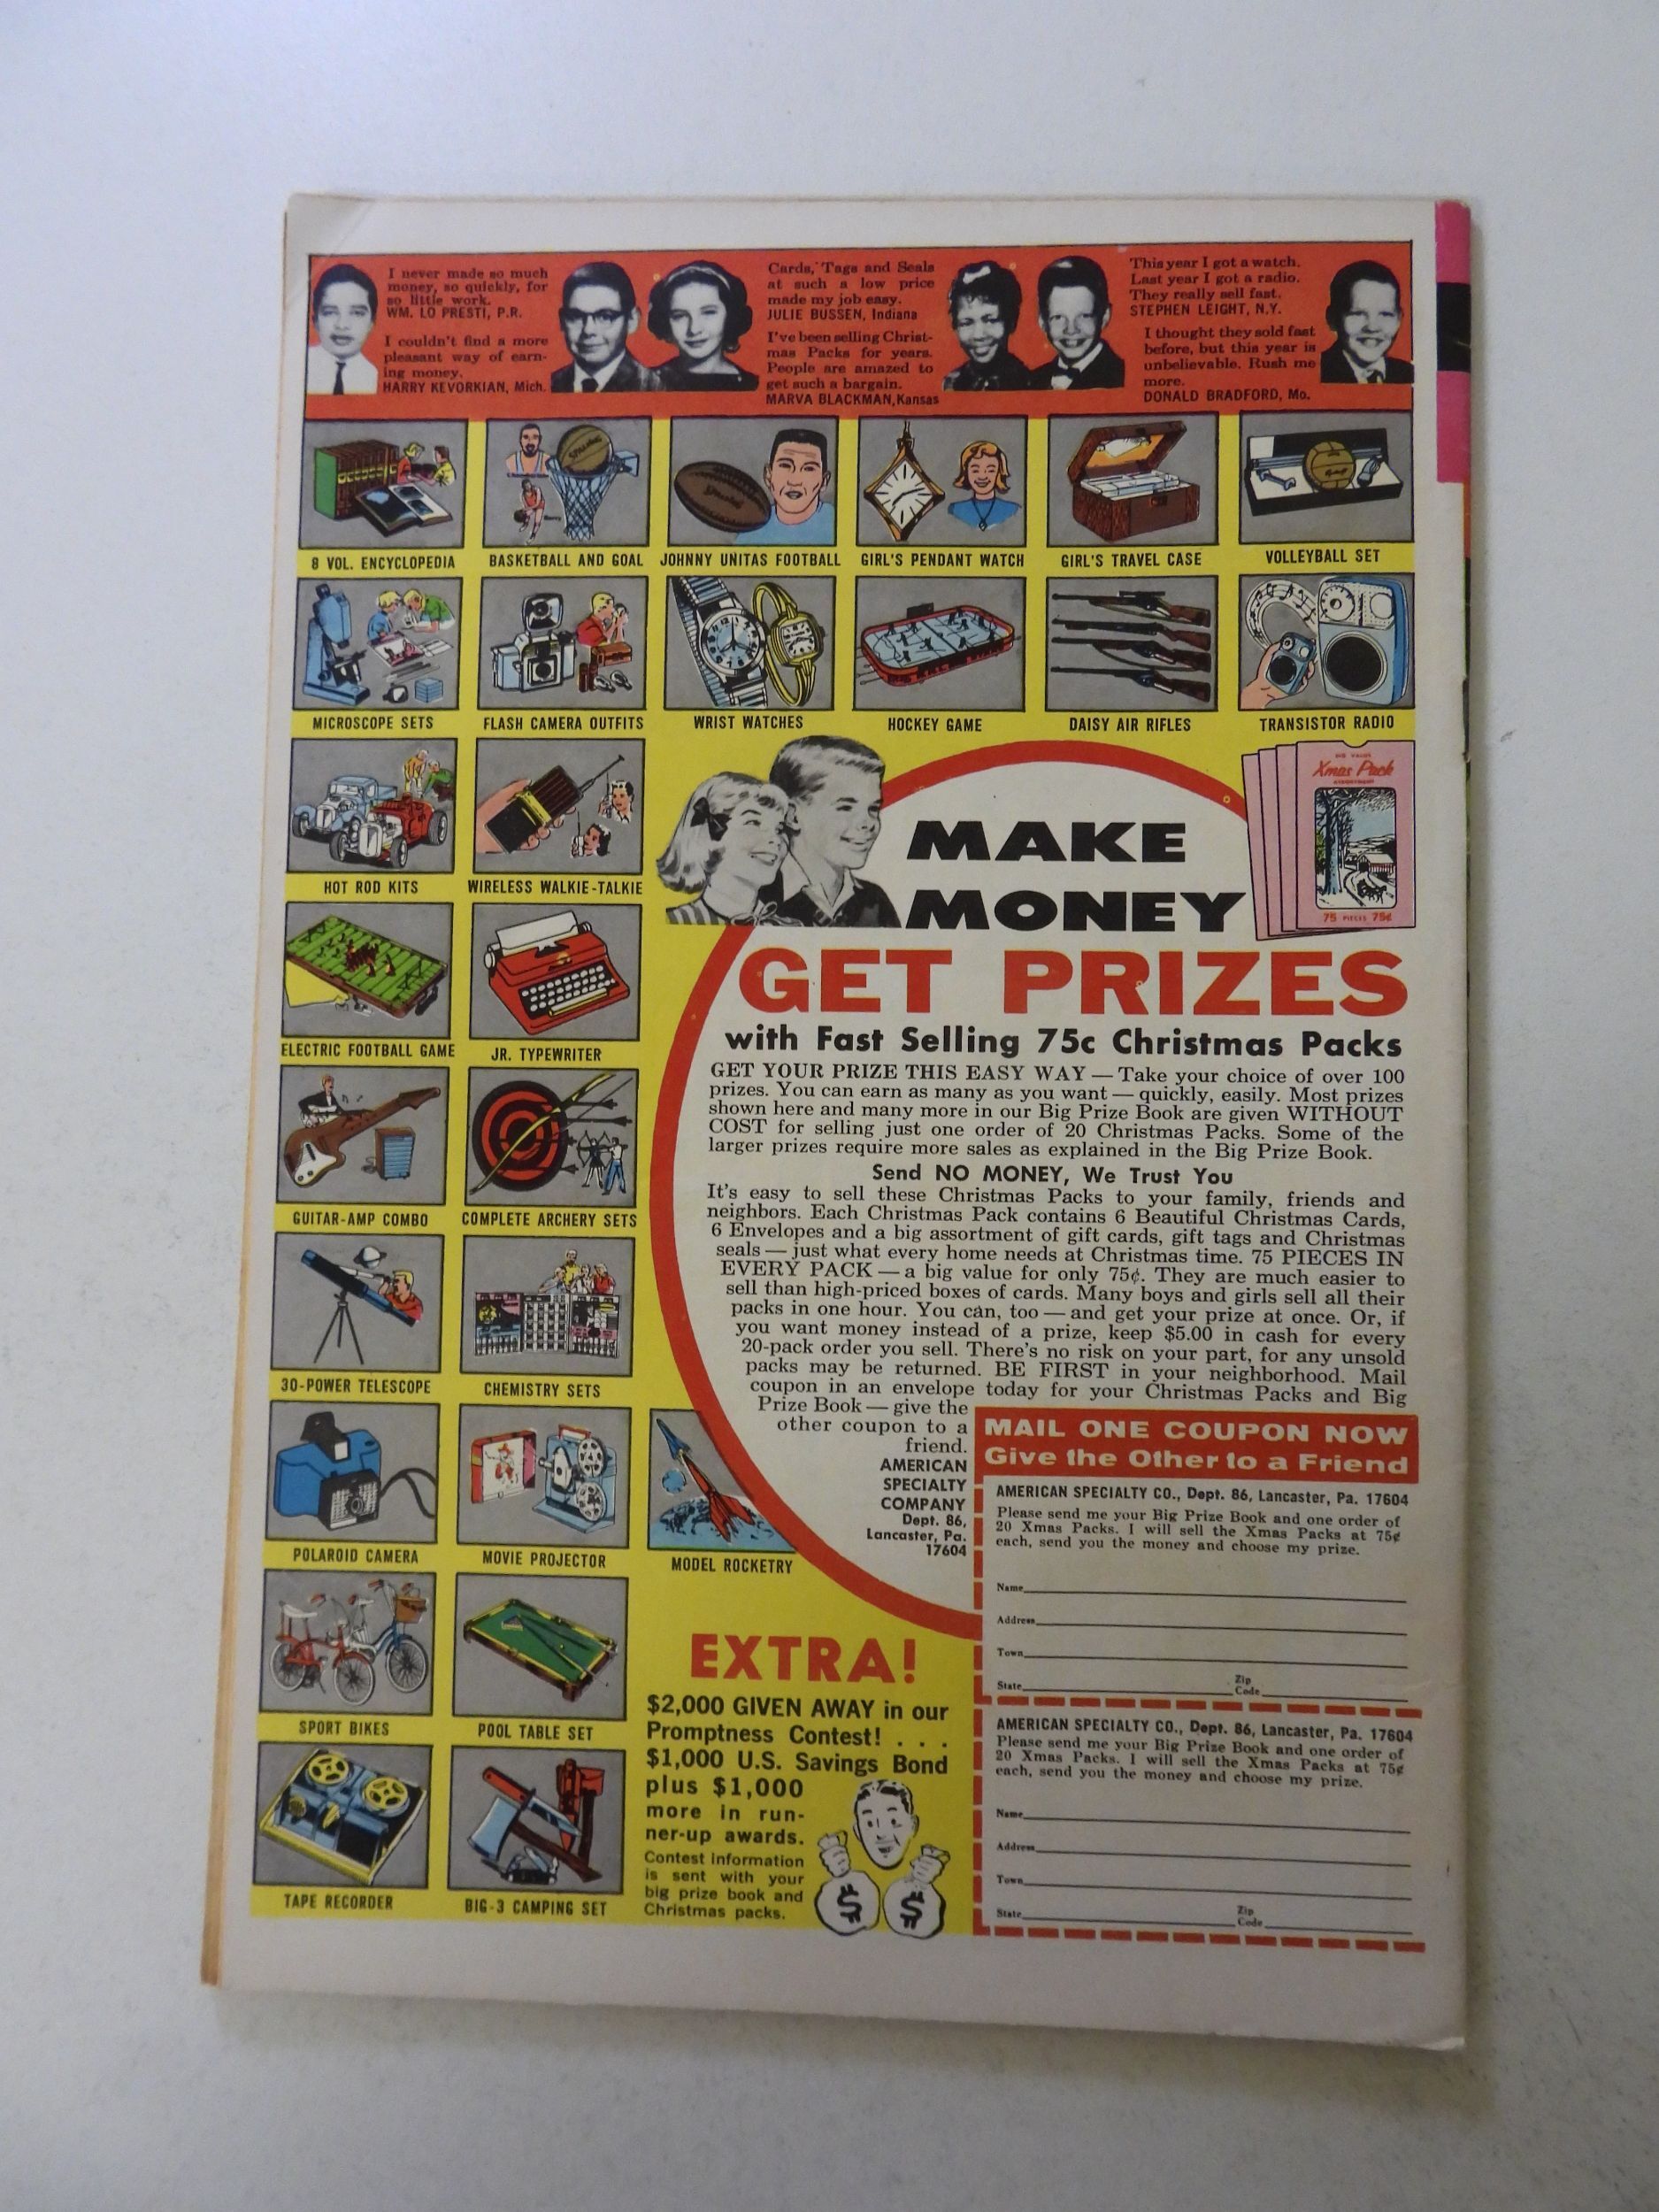 I never made so much
money, so quickly, for
so little work.
WM. LO PRESTI, P.R.
I couldn't find a more
pleasant way of earn-
ing money.
HARRY KEVORKIAN, Mich.
Cards, Tags and Seals
at such a low price
made my job easy.
JULIE BUSSEN, Indiana
I've been selling Christ-
mas Packs for years.
People are amazed to
get such a bargain.
MARVA BLACKMAN, Kansas
This year I got a watch.
Last year I got a radio.
They really sell fast.
STEPHEN LEIGHT, N.Y.
I thought they sold fast
before, but this year is
unbelievable. Rush me
more.
DONALD BRADFORD, Mo.
SPALDING
Spalding
8 VOL. ENCYCLOPEDIA
BASKETBALL AND GOAL
JOHNNY UNITAS FOOTBALL
GIRL'S PENDANT WATCH
GIRL'S TRAVEL CASE
VOLLEYBALL SET
MICROSCOPE SETS
FLASH CAMERA OUTFITS
WRIST WATCHES
HOCKEY GAME
DAISY AIR RIFLES
TRANSISTOR RADIO
HOT ROD KITS
WIRELESS WALKIE-TALKIE
ELECTRIC FOOTBALL GAME
JR. TYPEWRITER
GUITAR-AMP COMBO
COMPLETE ARCHERY SETS
30-POWER TELESCOPE
CHEMISTRY SETS
POLAROID CAMERA
MOVIE PROJECTOR
MODEL ROCKETRY
SPORT BIKES
POOL TABLE SET
TAPE RECORDER
BIG-3 CAMPING SET
BIG VALUE
Xmas Pack
ASSORTMENT
75 PIECES 75¢
MAKE
MONEY
GET PRIZES
with Fast Selling 75c Christmas Packs
GET YOUR PRIZE THIS EASY WAY — Take your choice of over 100
prizes. You can earn as many as you want — quickly, easily. Most prizes
shown here and many more in our Big Prize Book are given WITHOUT
COST for selling just one order of 20 Christmas Packs. Some of the
larger prizes require more sales as explained in the Big Prize Book.
Send NO MONEY, We Trust You
It's easy to sell these Christmas Packs to your family, friends and
neighbors. Each Christmas Pack contains 6 Beautiful Christmas Cards,
6 Envelopes and a big assortment of gift cards, gift tags and Christmas
seals — just what every home needs at Christmas time. 75 PIECES IN
EVERY PACK — a big value for only 75¢. They are much easier to
sell than high-priced boxes of cards. Many boys and girls sell all their
packs in one hour. You can, too — and get your prize at once. Or, if
you want money instead of a prize, keep $5.00 in cash for every
20-pack order you sell. There's no risk on your part, for any unsold
packs may be returned. BE FIRST in your neighborhood. Mail
coupon in an envelope today for your Christmas Packs and Big
Prize Book — give the
other coupon to a
friend.
AMERICAN
SPECIALTY
COMPANY
Dept. 86,
Lancaster, Pa.
17604
EXTRA!
$2,000 GIVEN AWAY in our
Promptness Contest! . . .
$1,000 U.S. Savings Bond
plus $1,000
more in run-
ner-up awards.
Contest information
is sent with your
big prize book and
Christmas packs.
$ $
MAIL ONE COUPON NOW
Give the Other to a Friend
AMERICAN SPECIALTY CO., Dept. 86, Lancaster, Pa. 17604
Please send me your Big Prize Book and one order of
20 Xmas Packs. I will sell the Xmas Packs at 75¢
each, send you the money and choose my prize.
Name
Address
Town
State Zip Code
AMERICAN SPECIALTY CO., Dept. 86, Lancaster, Pa. 17604
Please send me your Big Prize Book and one order of
20 Xmas Packs. I will sell the Xmas Packs at 75¢
each, send you the money and choose my prize.
Name
Address
Town
State Zip Code